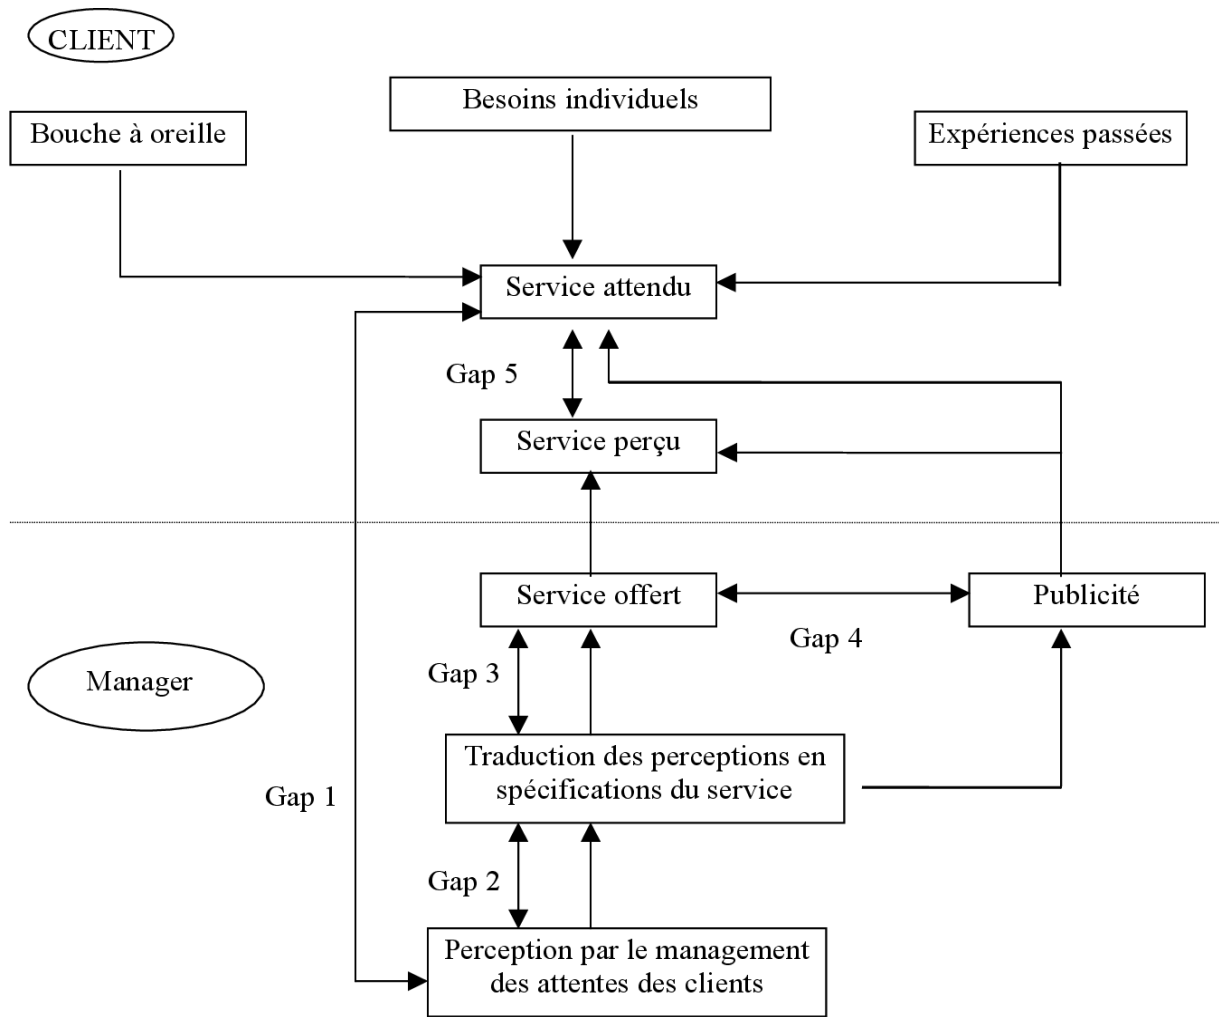 CLIENT
Besoins individuels
Bouche à oreille
Expériences passées
Service attendu
Gap 5
Service perçu
Service offert
Publicité
Gap 4
Manager
Gap 3
Traduction des perceptions en
spécifications du service
Gap 1
Gap 2
Perception par le management
des attentes des clients